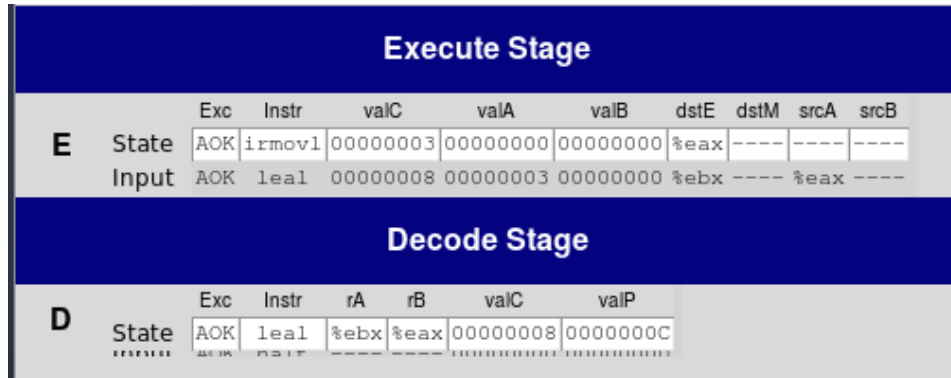 Execute Stage
Exc Instr valC valA valB dstE dstM srcA srcB
E State AOK irmovl 00000003 00000000 00000000 %eax ---- ---- ----
Input AOK leal 00000008 00000003 00000000 %ebx ---- %eax ----
Decode Stage
Exc Instr rA rB valC valP
D State AOK leal %ebx %eax 00000008 0000000C